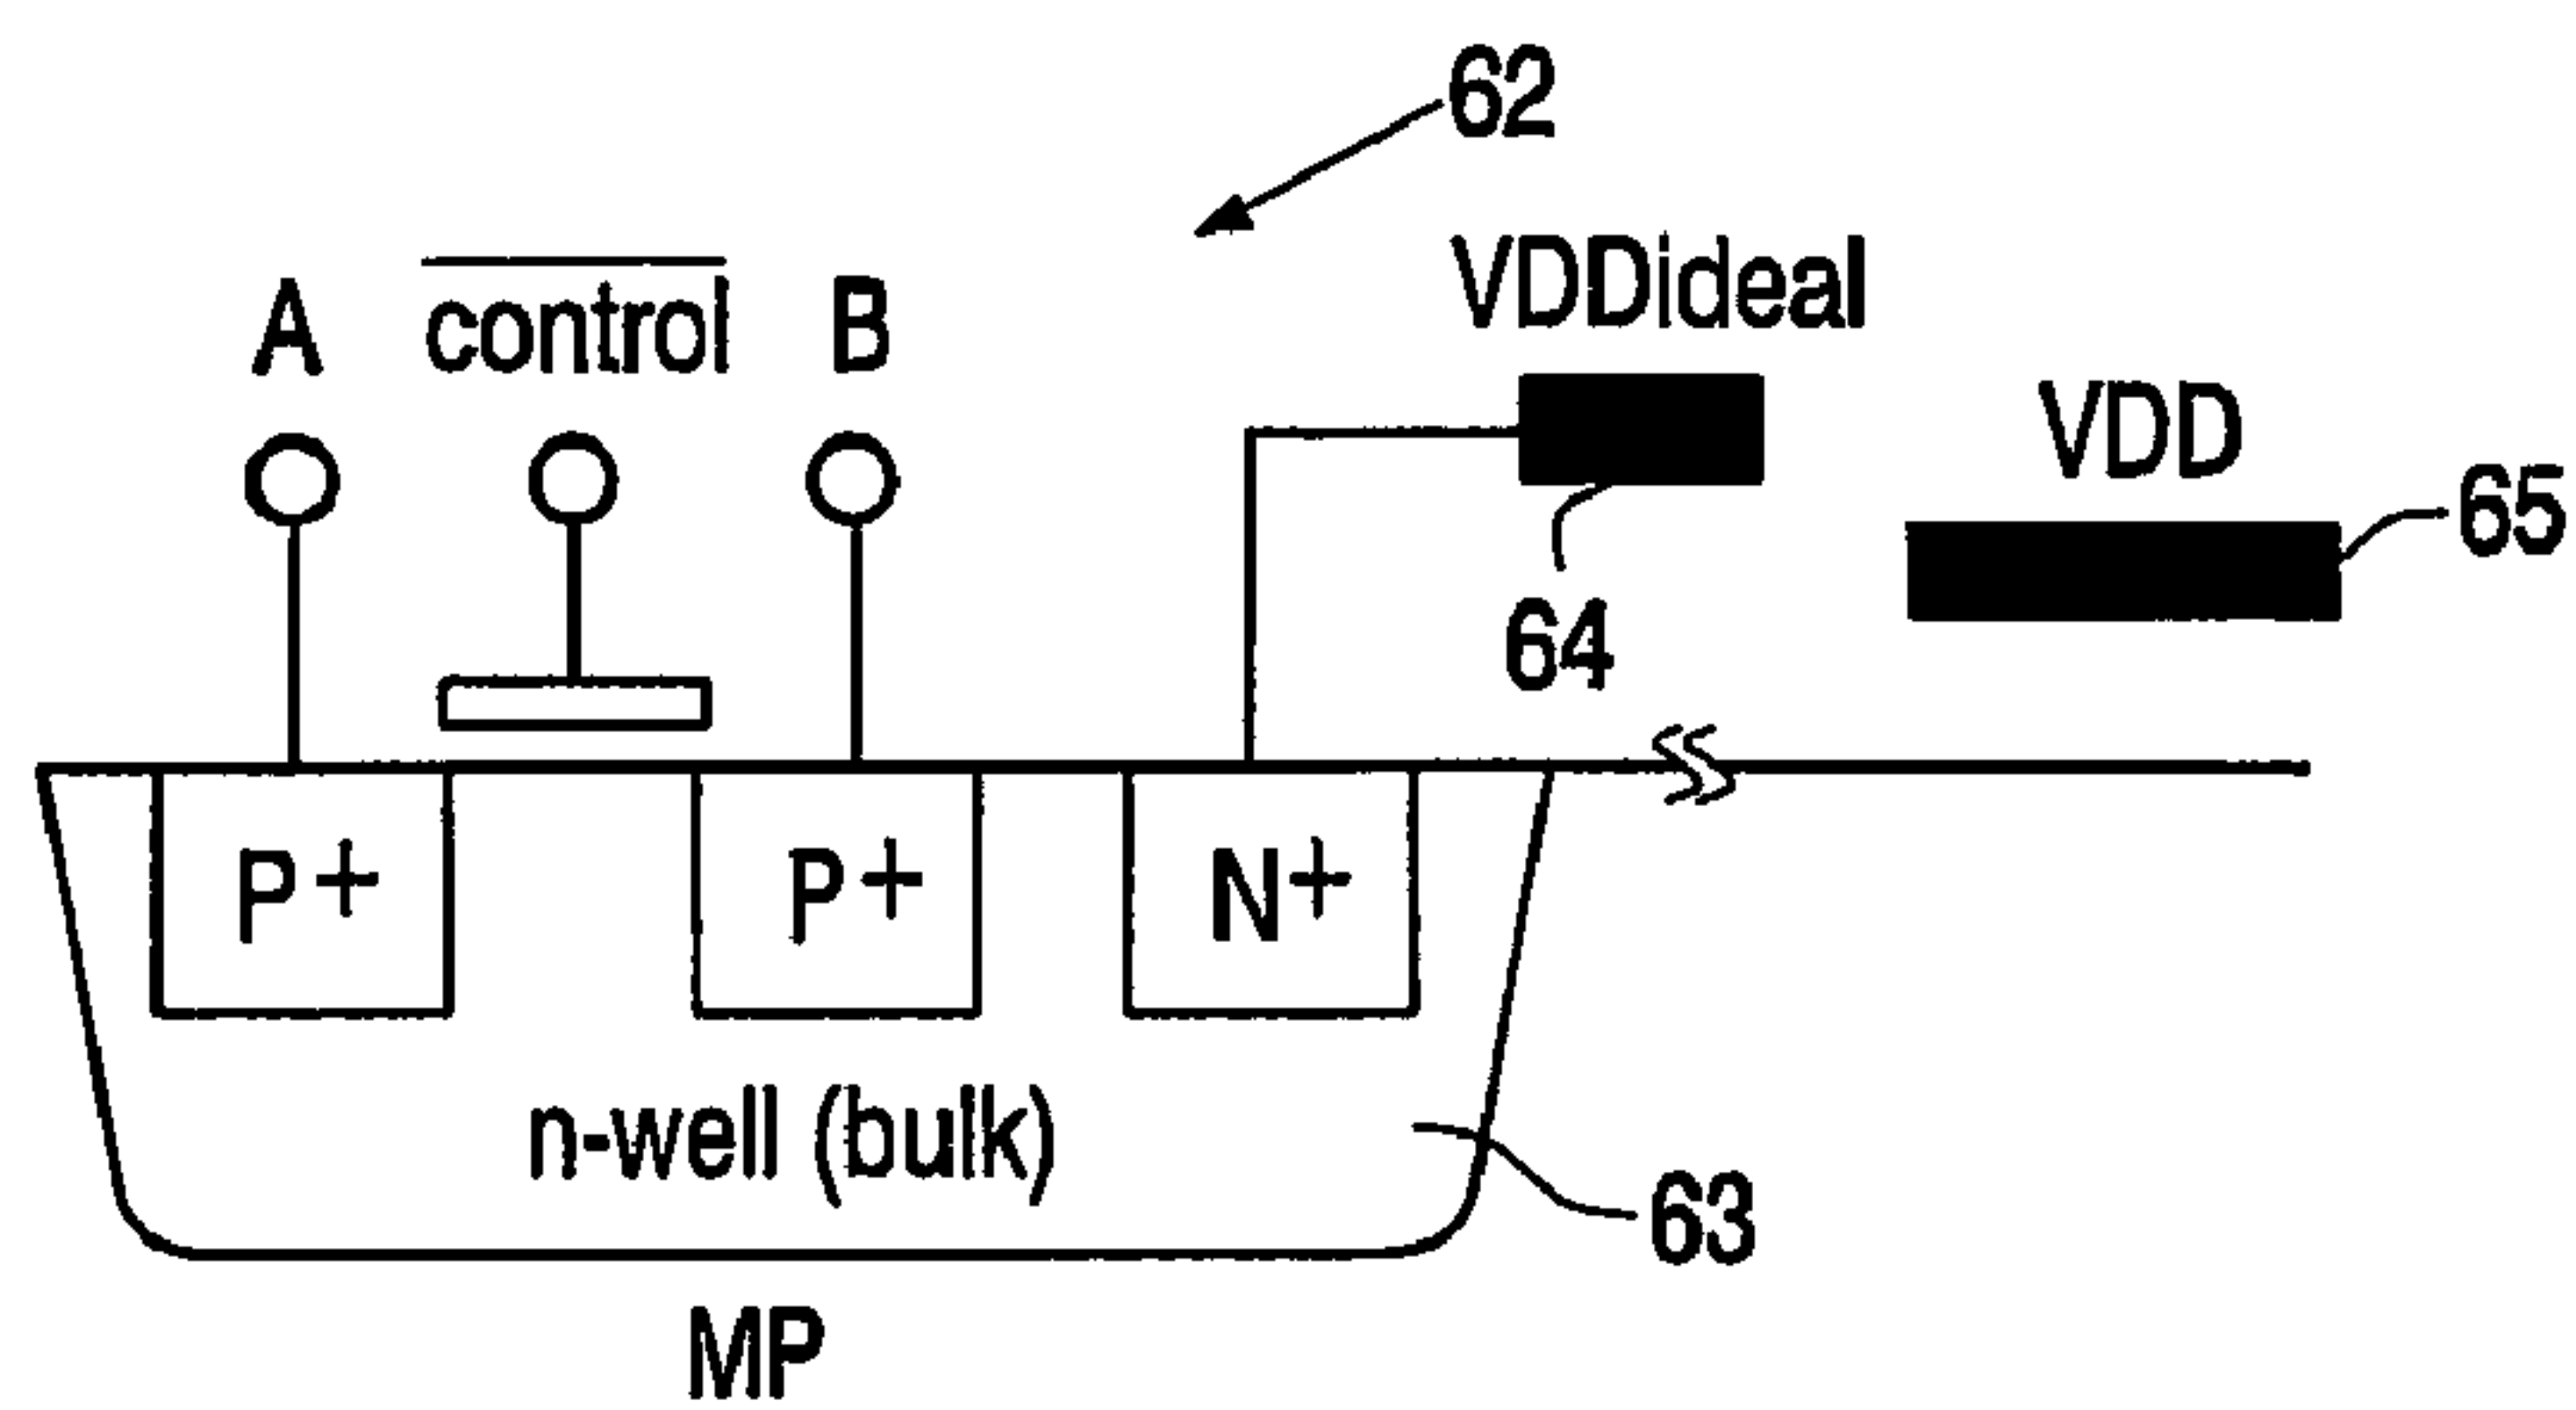 62
VDDideal
A control B
VDD
65
64
P+ P+ N+
n-well (bulk)
63
MP